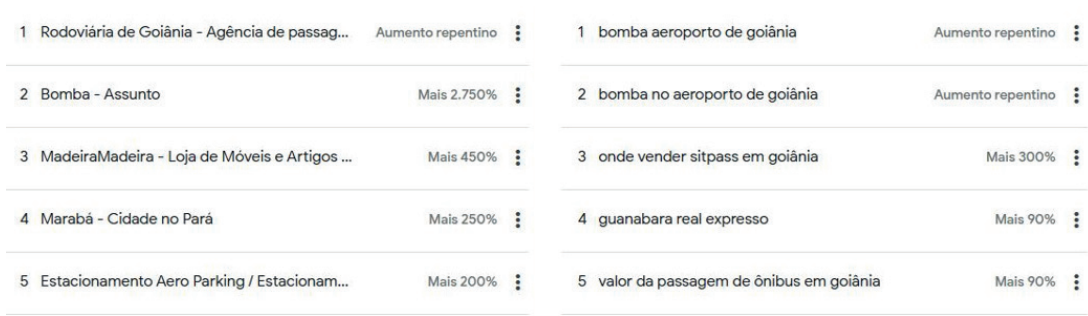 1 Rodoviária de Goiânia - Agência de passag... Aumento repentino
2 Bomba - Assunto Mais 2.750%
3 MadeiraMadeira - Loja de Móveis e Artigos ... Mais 450%
4 Marabá - Cidade no Pará Mais 250%
5 Estacionamento Aero Parking / Estacionam... Mais 200%
1 bomba aeroporto de goiânia Aumento repentino
2 bomba no aeroporto de goiânia Aumento repentino
3 onde vender sitpass em goiânia Mais 300%
4 guanabara real expresso Mais 90%
5 valor da passagem de ônibus em goiânia Mais 90%